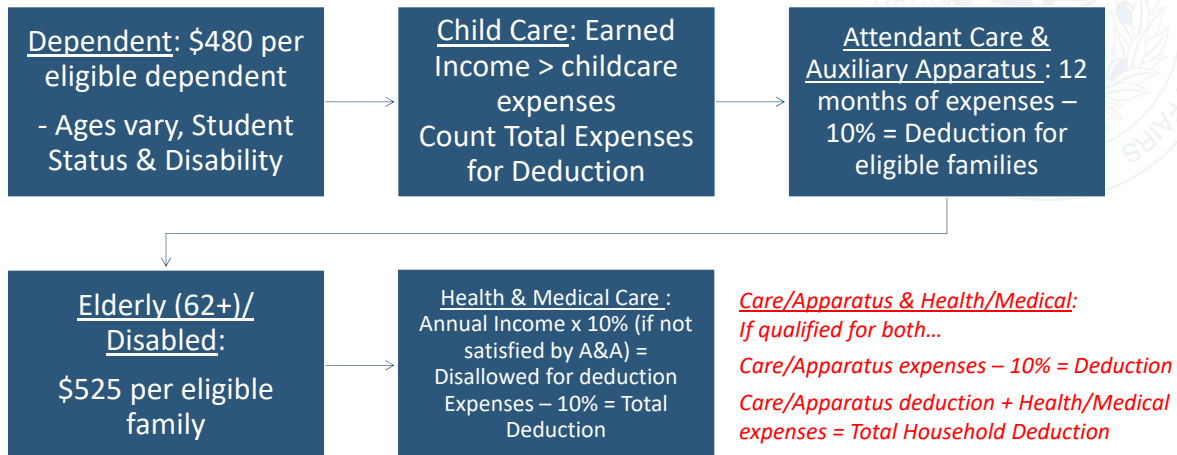 Dependent: $480 per
eligible dependent
- Ages vary, Student
Status & Disability
Child Care: Earned
Income > childcare
expenses
Count Total Expenses
for Deduction
Attendant Care &
Auxiliary Apparatus : 12
months of expenses –
10% = Deduction for
eligible families
Elderly (62+)/
Disabled:
$525 per eligible
family
Health & Medical Care :
Annual Income x 10% (if not
satisfied by A&A) =
Disallowed for deduction
Expenses – 10% = Total
Deduction
Care/Apparatus & Health/Medical:
If qualified for both…
Care/Apparatus expenses – 10% = Deduction
Care/Apparatus deduction + Health/Medical
expenses = Total Household Deduction
FAIRS